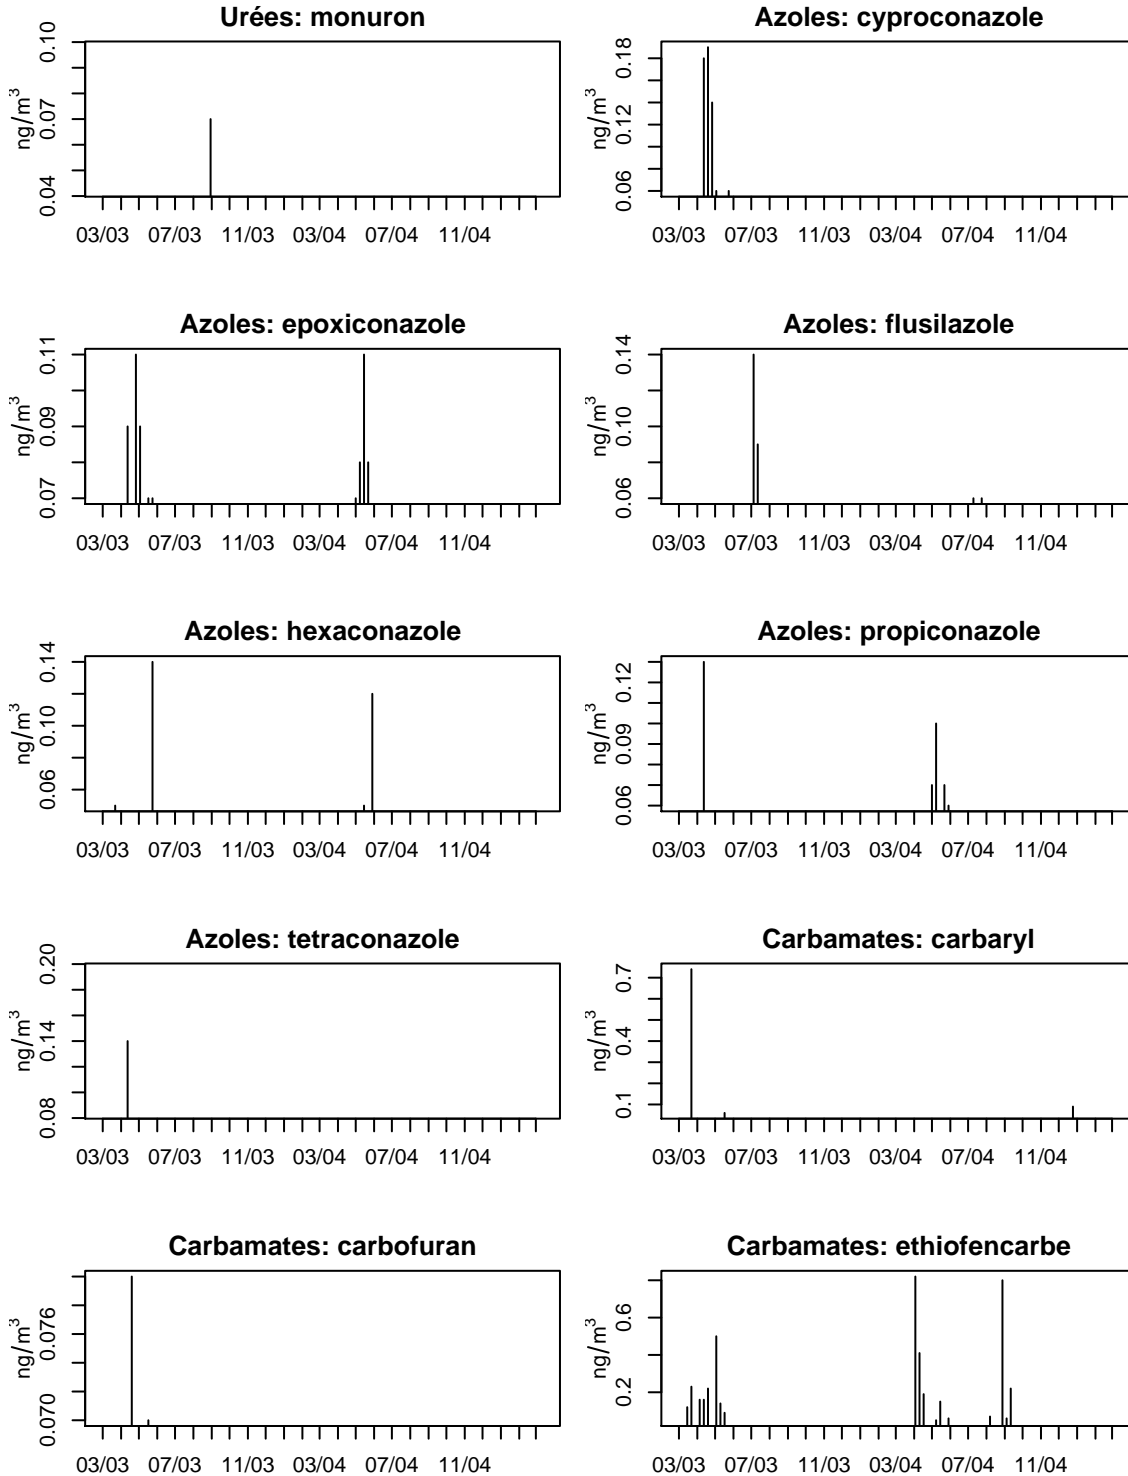 Urées: monuron
ng/m³
0.04 0.07 0.10
03/03 07/03 11/03 03/04 07/04 11/04
Azoles: cyproconazole
ng/m³
0.06 0.12 0.18
03/03 07/03 11/03 03/04 07/04 11/04
Azoles: epoxiconazole
ng/m³
0.07 0.09 0.11
03/03 07/03 11/03 03/04 07/04 11/04
Azoles: flusilazole
ng/m³
0.06 0.10 0.14
03/03 07/03 11/03 03/04 07/04 11/04
Azoles: hexaconazole
ng/m³
0.06 0.10 0.14
03/03 07/03 11/03 03/04 07/04 11/04
Azoles: propiconazole
ng/m³
0.06 0.09 0.12
03/03 07/03 11/03 03/04 07/04 11/04
Azoles: tetraconazole
ng/m³
0.08 0.14 0.20
03/03 07/03 11/03 03/04 07/04 11/04
Carbamates: carbaryl
ng/m³
0.1 0.4 0.7
03/03 07/03 11/03 03/04 07/04 11/04
Carbamates: carbofuran
ng/m³
0.070 0.076
03/03 07/03 11/03 03/04 07/04 11/04
Carbamates: ethiofencarbe
ng/m³
0.2 0.6
03/03 07/03 11/03 03/04 07/04 11/04